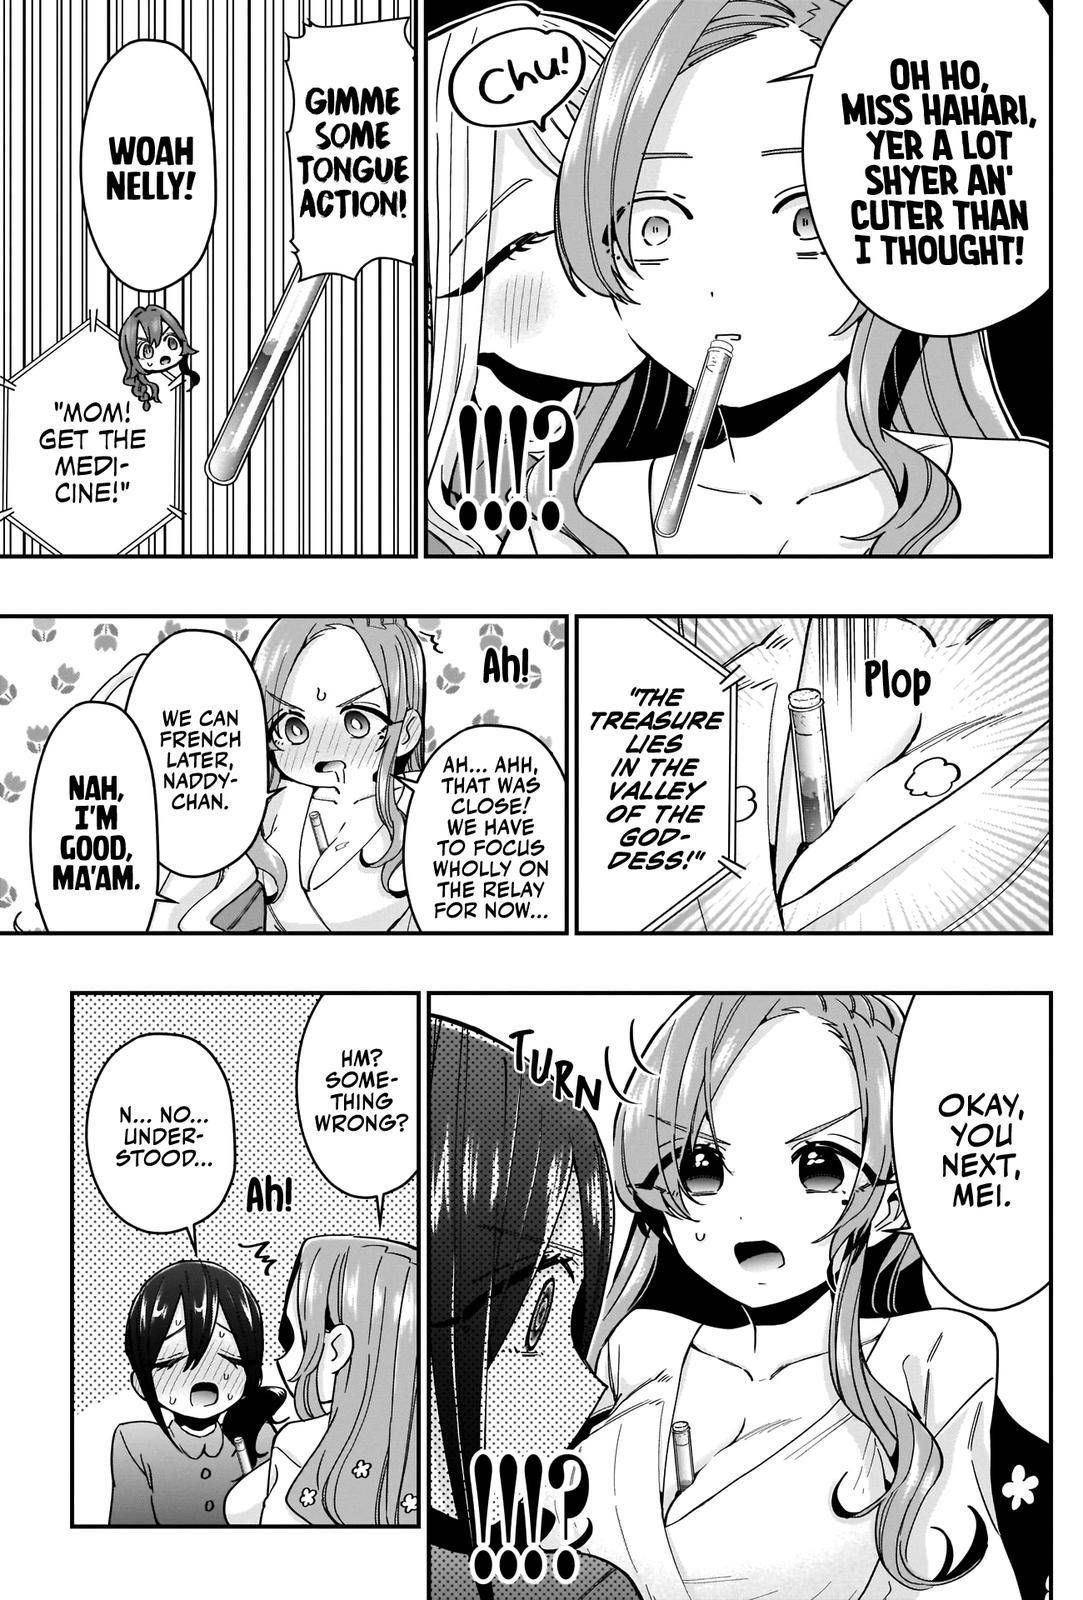 OH HO,
MISS HAHARI,
YER A LOT
SHYER AN'
CUTER THAN
I THOUGHT!
Chu!
!!!!?
GIMME
SOME
TONGUE
ACTION!
WOAH
NELLY!
"MOM!
GET THE
MEDI-
CINE!"
Plop
"THE
TREASURE
LIES
IN THE
VALLEY
OF THE
GOD-
DESS!"
Ah!
AH... AHH,
THAT WAS
CLOSE!
WE HAVE
TO FOCUS
WHOLLY ON
THE RELAY
FOR NOW...
WE CAN
FRENCH
LATER,
NADDY-
CHAN.
NAH,
I'M
GOOD,
MA'AM.
OKAY,
YOU
NEXT,
MEI.
TURN
!!!!?
HM?
SOME-
THING
WRONG?
Ah!
N... NO...
UNDER-
STOOD...